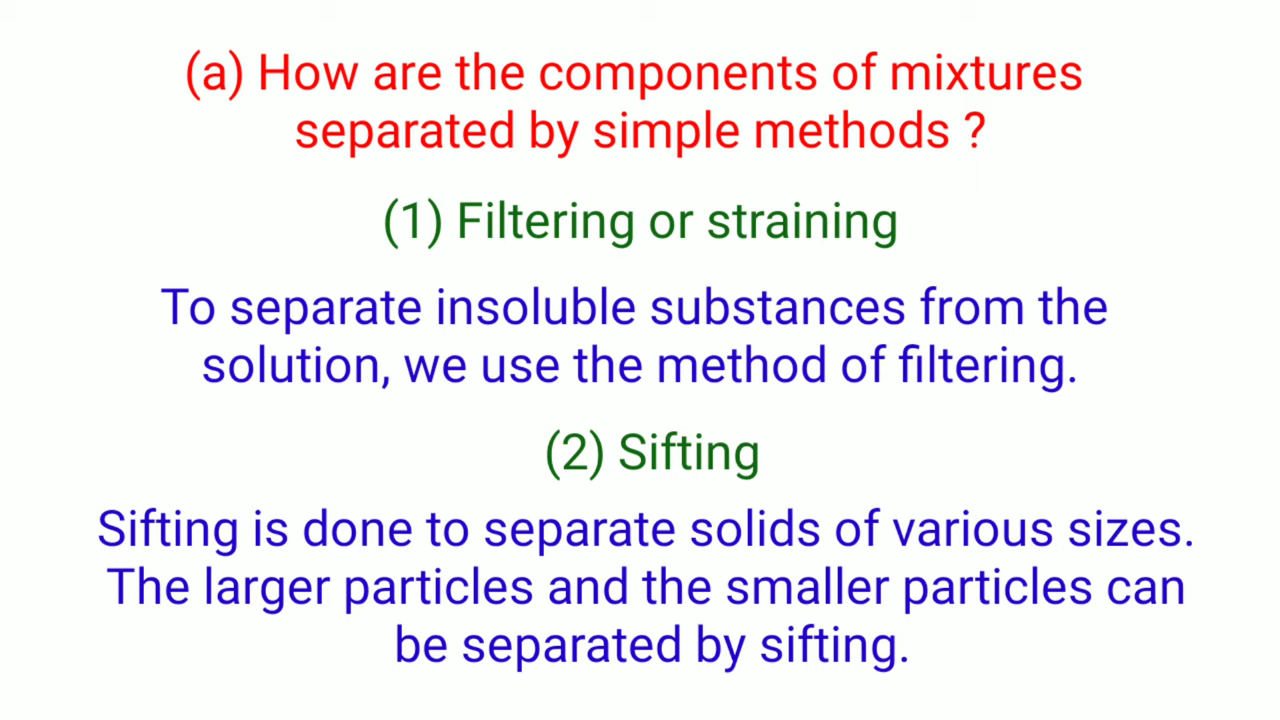 (a) How are the components of mixtures
separated by simple methods ?
(1) Filtering or straining
To separate insoluble substances from the
solution, we use the method of filtering.
(2) Sifting
Sifting is done to separate solids of various sizes.
The larger particles and the smaller particles can
be separated by sifting.